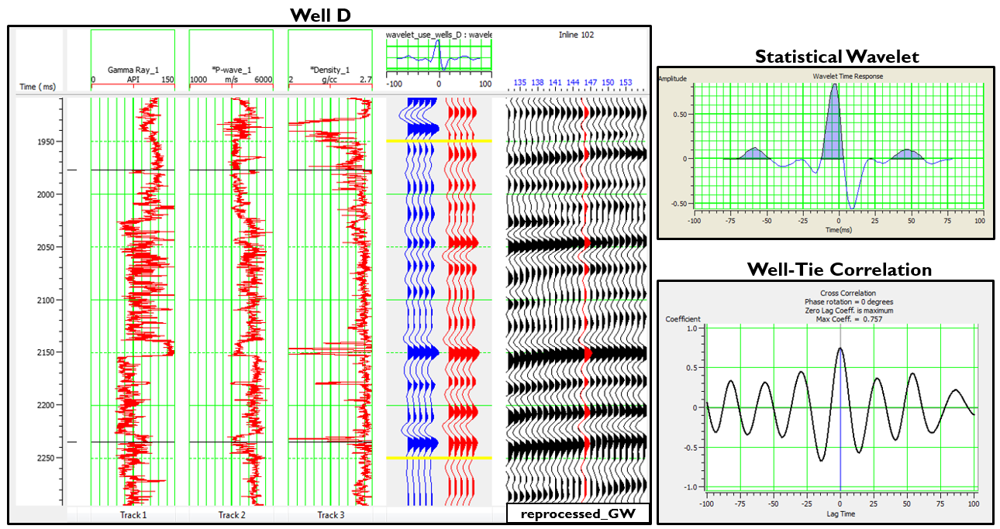 Well D
Gamma Ray_1
0 API 150
*P-wave_1
1000 m/s 6000
*Density_1
2 g/cc 2.7
wavelet_use_wells_D : wavele
-100 0 100
Inline 102
135 138 141 144 147 150 153
Time (ms)
1950
2000
2050
2100
2150
2200
2250
Track 1
Track 2
Track 3
reprocessed_GW
Statistical Wavelet
Wavelet Time Response
Amplitude
0.50
0
-0.50
-100 -75 -50 -25 0 25 50 75 100
Time(ms)
Well-Tie Correlation
Cross Correlation
Phase rotation = 0 degrees
Zero Lag Coeff. is maximum
Max Coeff. = 0.757
Coefficient
1.0
0.5
0
-0.5
-1.0
-100 -75 -50 -25 0 25 50 75 100
Lag Time